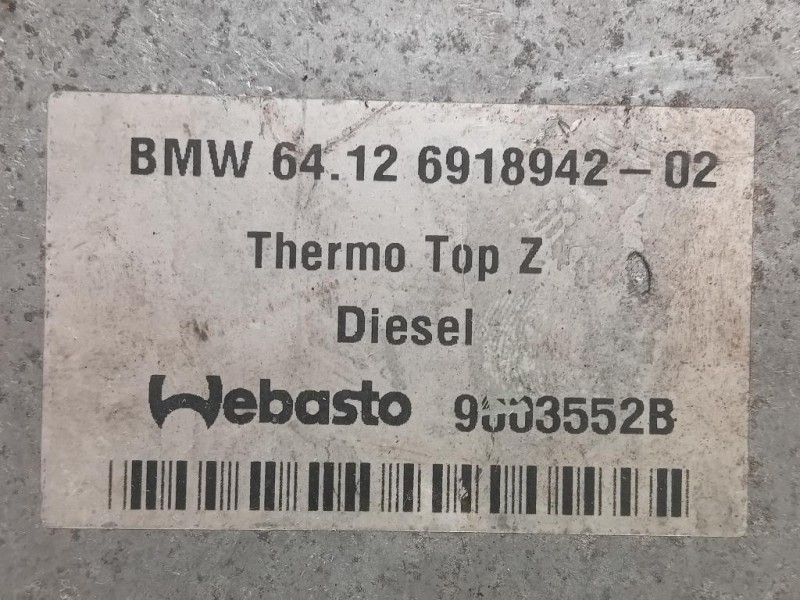 BMW 64.12 6918942-02
Thermo Top Z
Diesel
Webasto